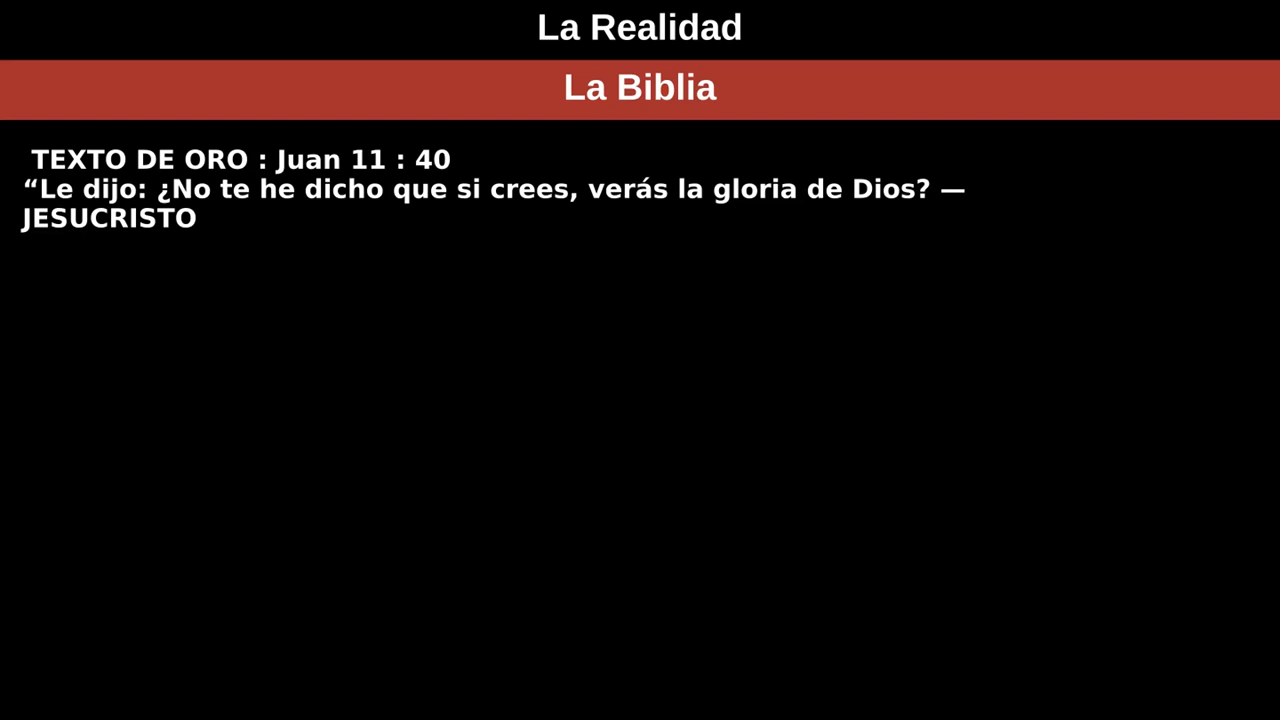 La Realidad
La Biblia
TEXTO DE ORO : Juan 11 : 40
“Le dijo: ¿No te he dicho que si crees, verás la gloria de Dios? —
JESUCRISTO